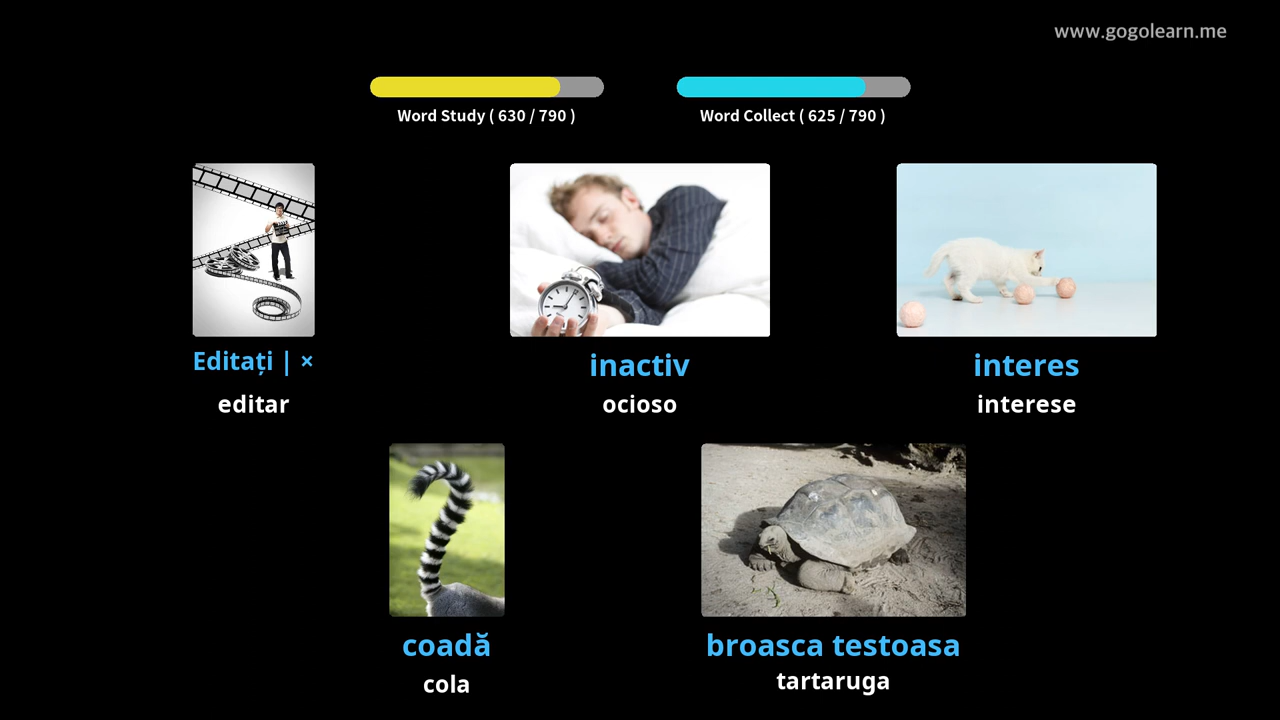 www.gogolearn.me
Word Study ( 630 / 790 )
Word Collect ( 625 / 790 )
Editați | ×
editar
inactiv
ocioso
interes
interese
coadă
cola
broasca testoasa
tartaruga